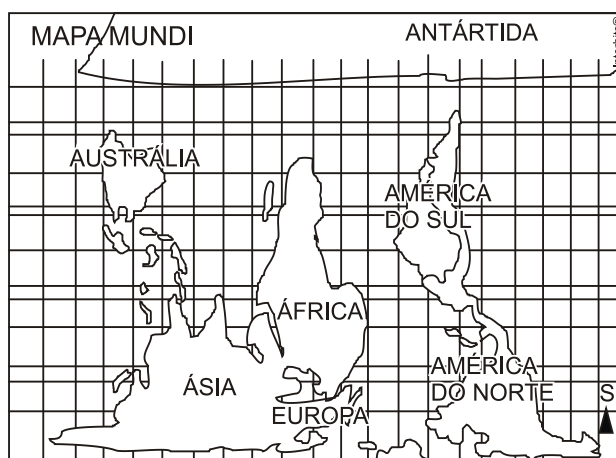 MAPA MUNDI
ANTÁRTIDA
AUSTRÁLIA
AMÉRICA
DO SUL
ÁFRICA
ÁSIA
EUROPA
AMÉRICA
DO NORTE
S